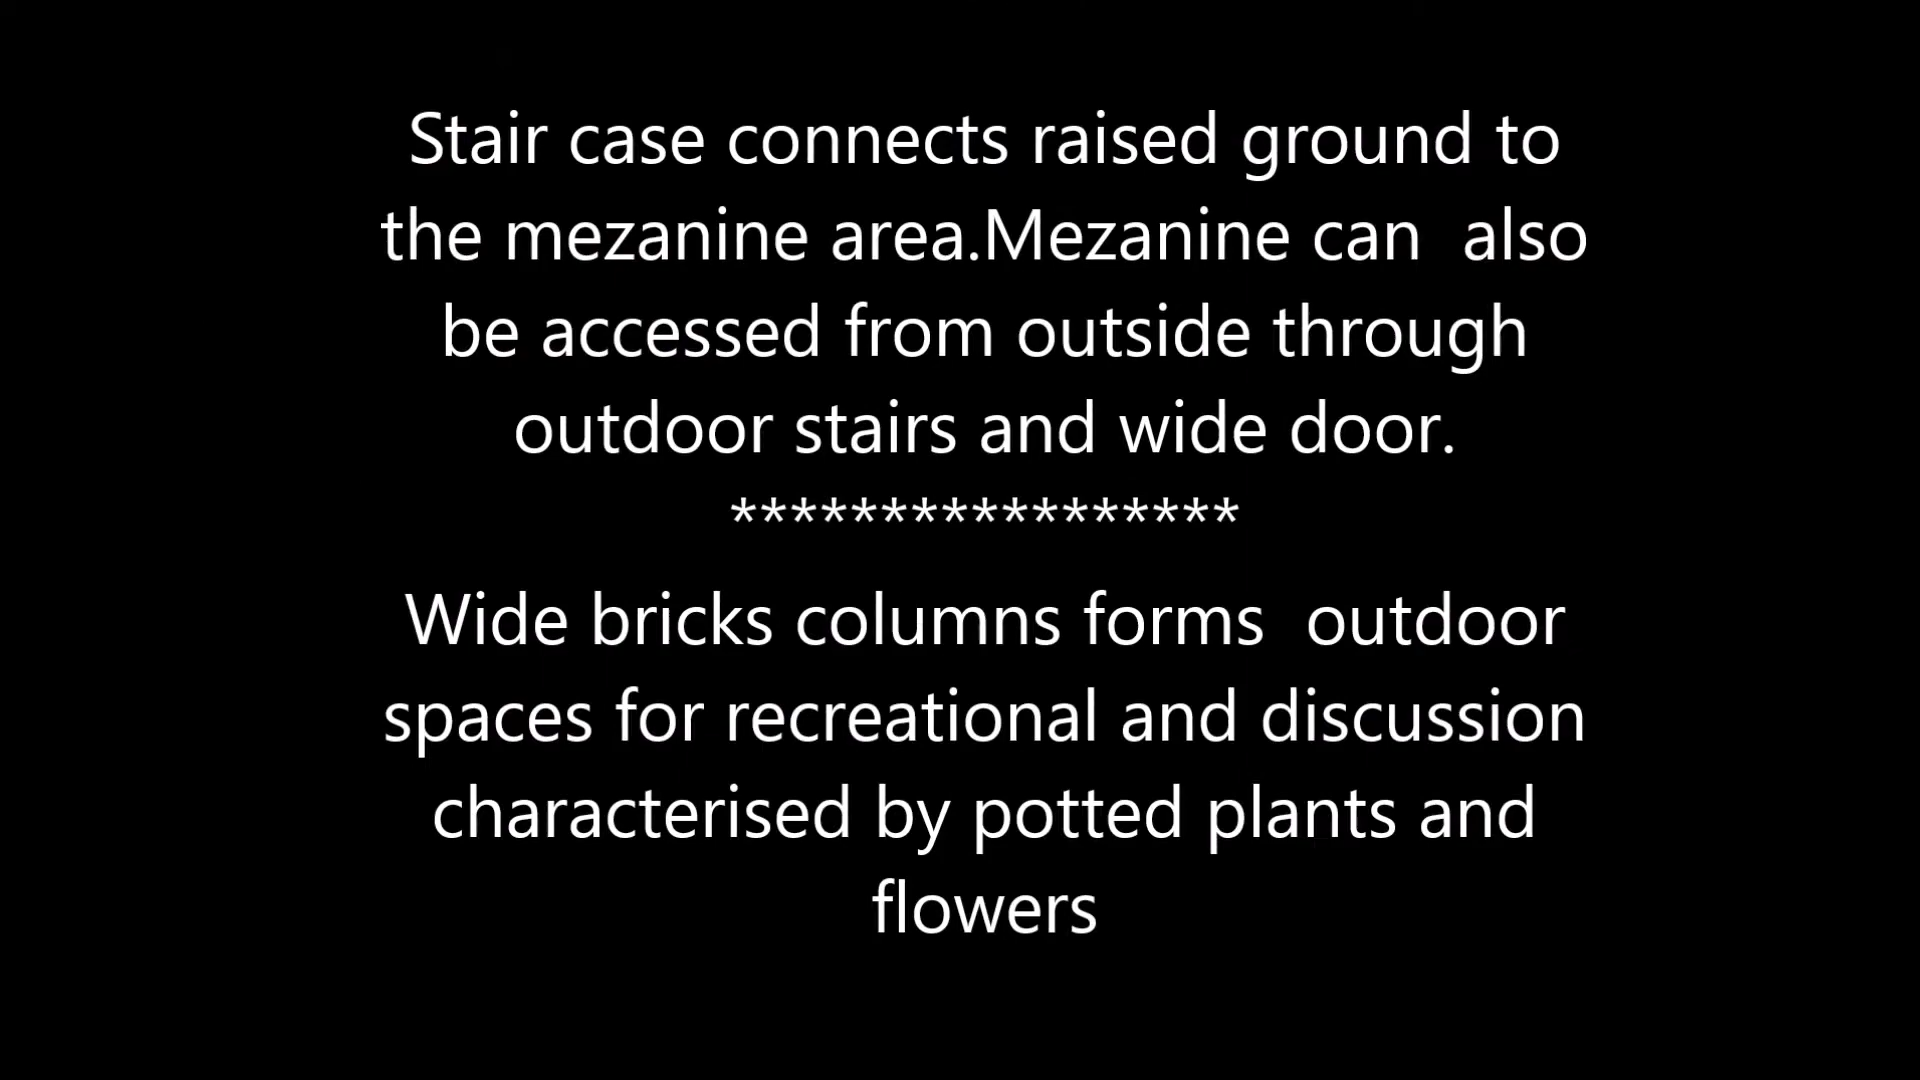 Stair case connects raised ground to
the mezanine area.Mezanine can  also
be accessed from outside through
outdoor stairs and wide door.
*****************
Wide bricks columns forms  outdoor
spaces for recreational and discussion
characterised by potted plants and
flowers